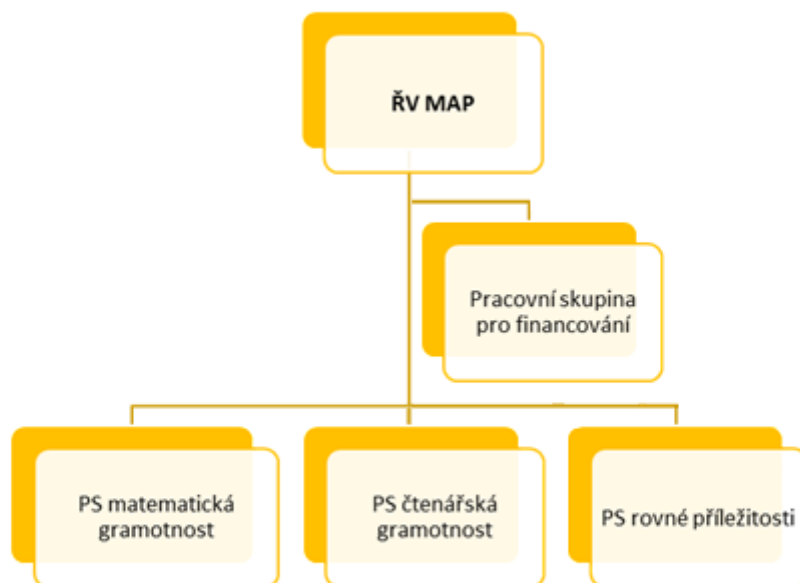 ŘV MAP
Pracovní skupina
pro financování
PS matematická
gramotnost
PS čtenářská
gramotnost
PS rovné příležitosti